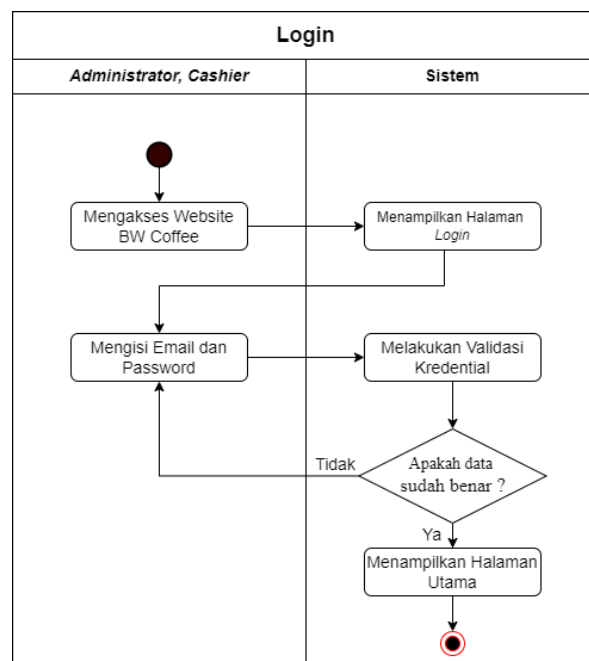 Login
Administrator, Cashier
Sistem
Mengakses Website
BW Coffee
Menampilkan Halaman
Login
Mengisi Email dan
Password
Melakukan Validasi
Kredential
Apakah data
sudah benar ?
Tidak
Ya
Menampilkan Halaman
Utama